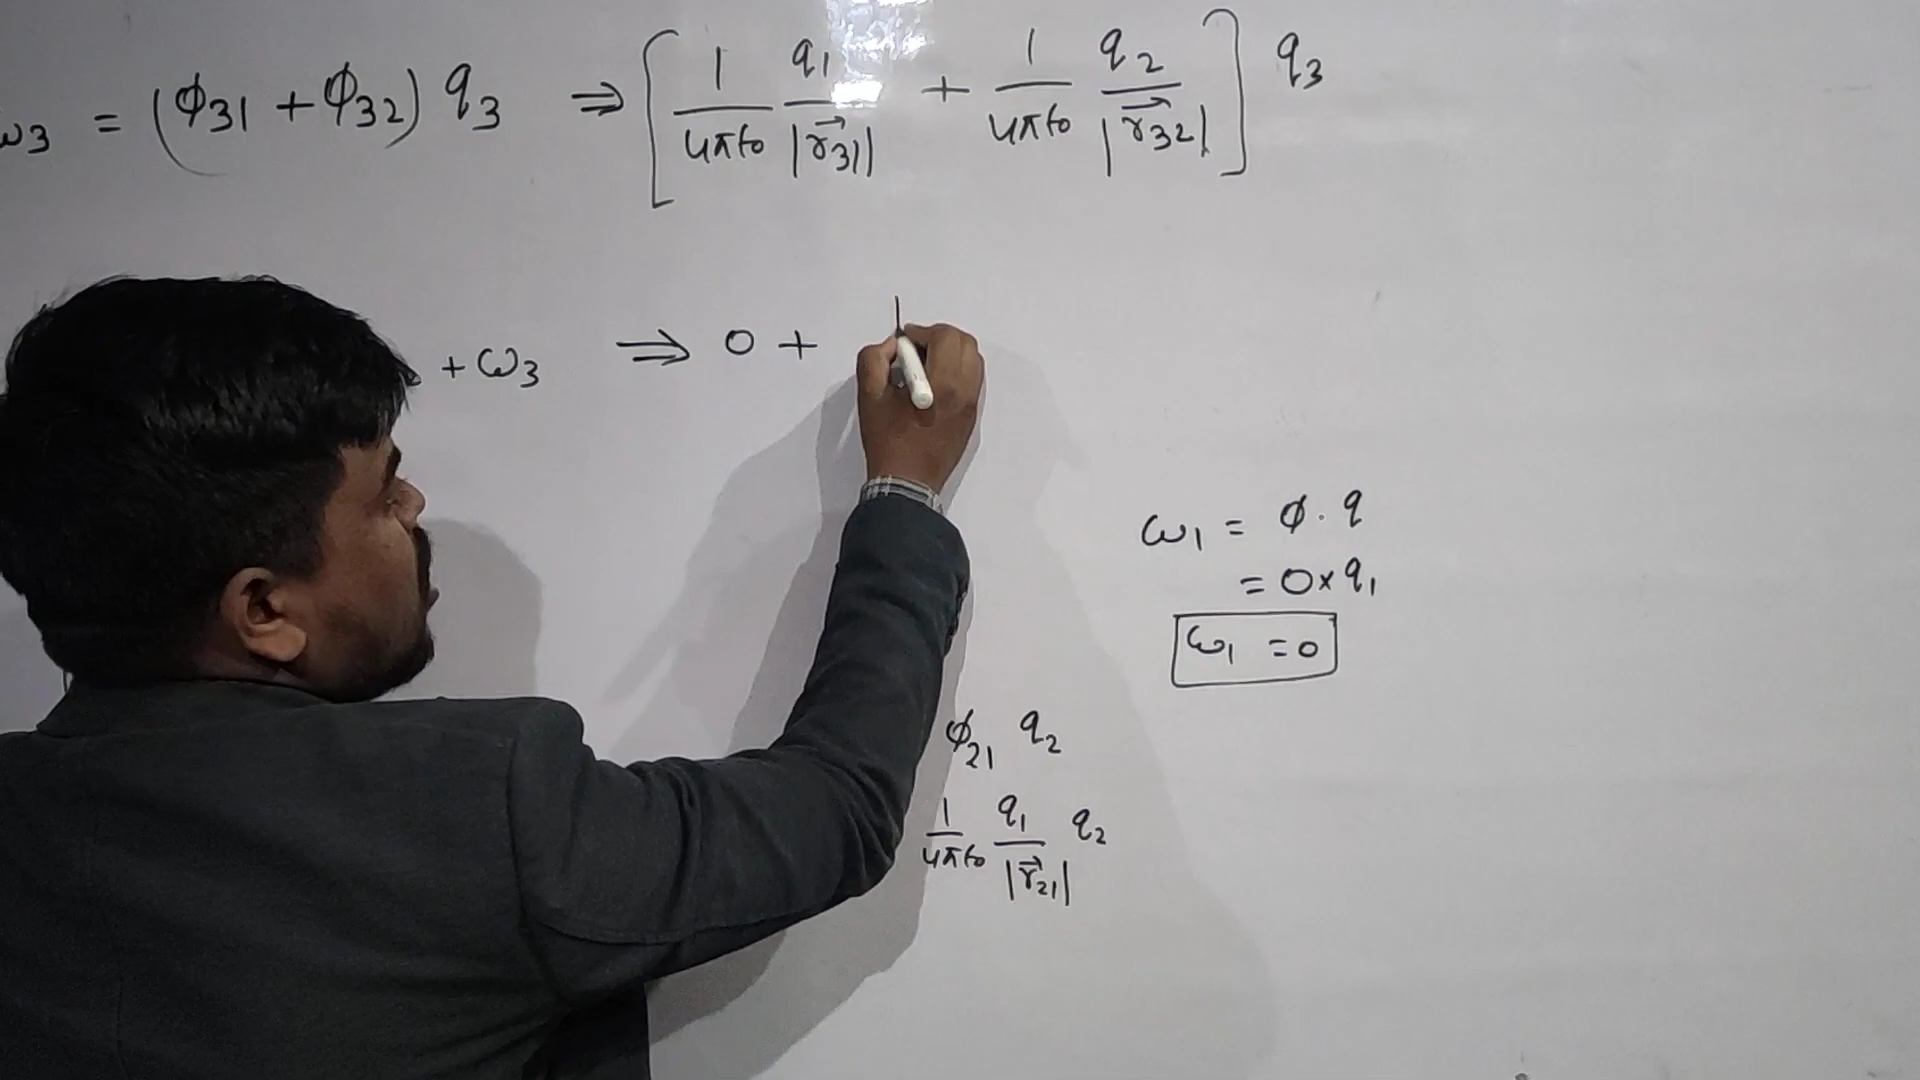 ω3 = (ϕ31 + ϕ32) q3 ⇒ [ 1/4πϵ0 q1/|r⃗31| + 1/4πϵ0 q2/|r⃗32| ] q3
+ ω3 ⇒ 0 +
ω1 = ϕ . q
= 0 × q1
ω1 = 0
ϕ21 q2
1/4πϵ0 q1/|r⃗21| q2